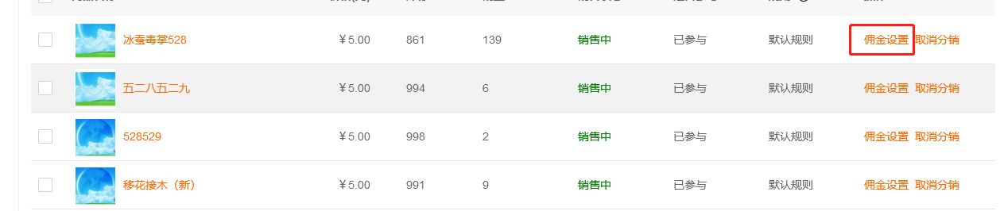 冰蚕毒掌528 ￥5.00 861 139 销售中 已参与 默认规则 佣金设置 取消分销
五二八五二九 ￥5.00 994 6 销售中 已参与 默认规则 佣金设置 取消分销
528529 ￥5.00 998 2 销售中 已参与 默认规则 佣金设置 取消分销
移花接木（新） ￥5.00 991 9 销售中 已参与 默认规则 佣金设置 取消分销